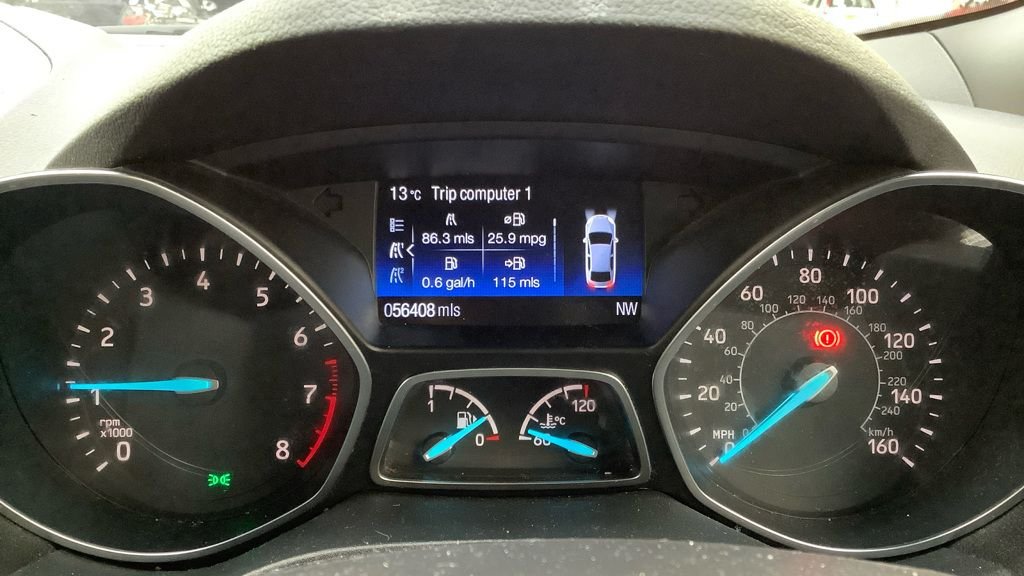 13°C Trip computer 1
86.3 mls 25.9 mpg
0.6 gal/h 115 mls
056408 mls NW
0 1 2 3 4 5 6 7 8
rpm
x1000
1 0
60 120
°C
0 20 40 60 80 100 120 140 160
MPH
0 20 40 60 80 100 120 140 160 180 200 220 240
km/h